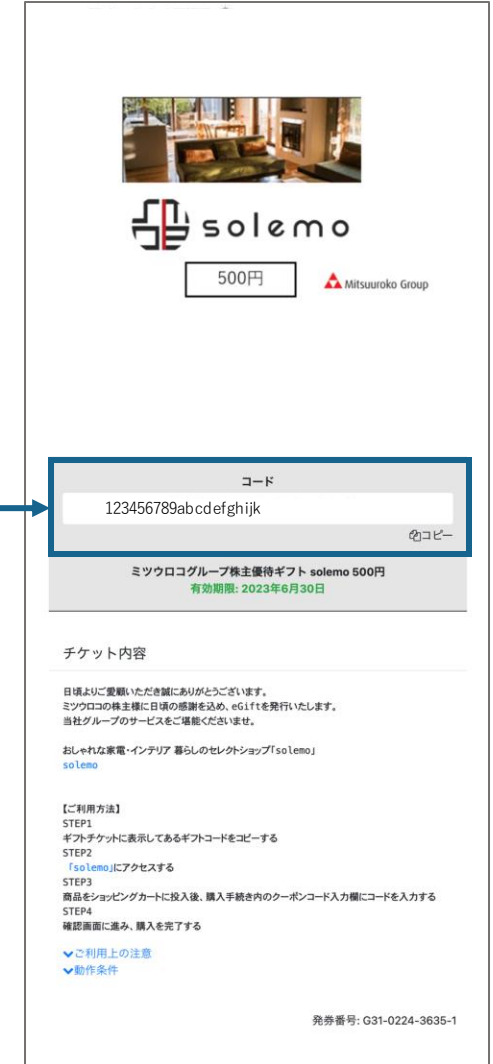 solemo
500円
Mitsuuroko Group
コード
123456789abcdefghijk
コピー
ミツウロコグループ株主優待ギフト solemo 500円
有効期限: 2023年6月30日
チケット内容
日頃よりご愛顧いただき誠にありがとうございます。
ミツウロコの株主様に日頃の感謝を込め、eGiftを発行いたします。
当社グループのサービスをご堪能くださいませ。
おしゃれな家電・インテリア 暮らしのセレクトショップ｢solemo｣
solemo
【ご利用方法】
STEP1
ギフトチケットに表示してあるギフトコードをコピーする
STEP2
｢solemo｣にアクセスする
STEP3
商品をショッピングカートに投入後、購入手続き内のクーポンコード入力欄にコードを入力する
STEP4
確認画面に進み、購入を完了する
ご利用上の注意
動作条件
発券番号: G31-0224-3635-1